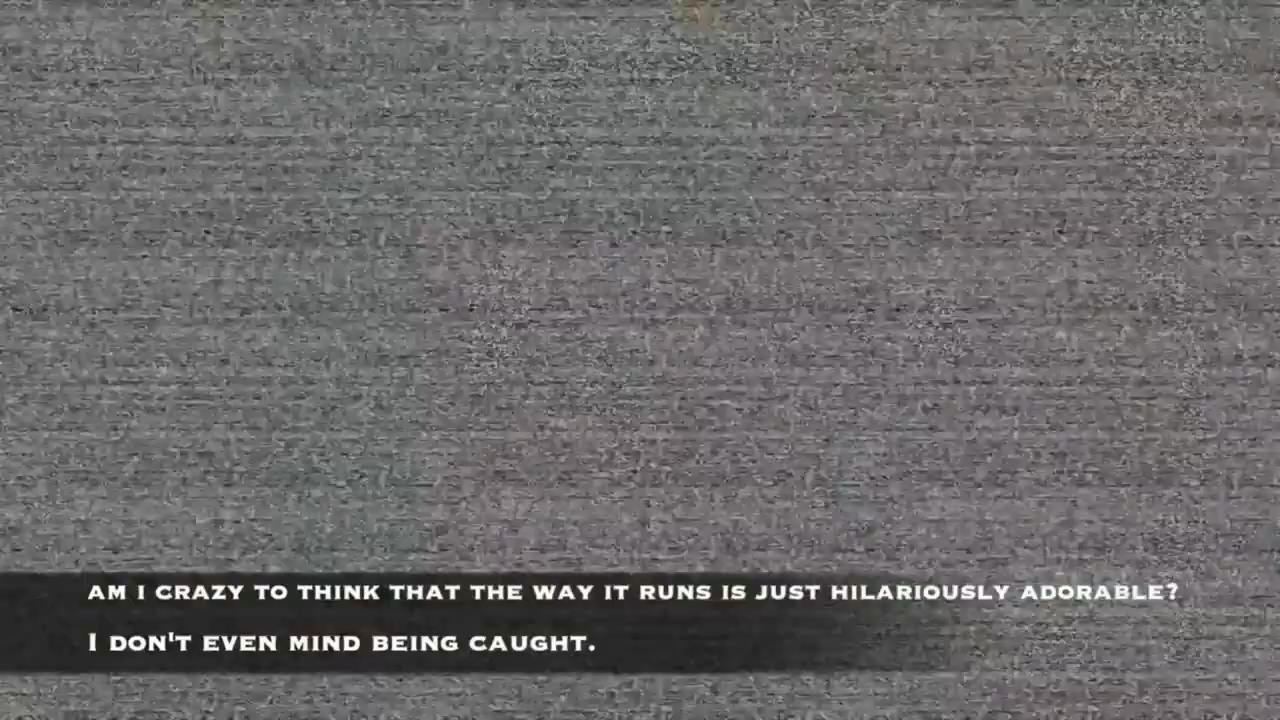 AM I CRAZY TO THINK THAT THE WAY IT RUNS IS JUST HILARIOUSLY ADORABLE?
I DON'T EVEN MIND BEING CAUGHT.